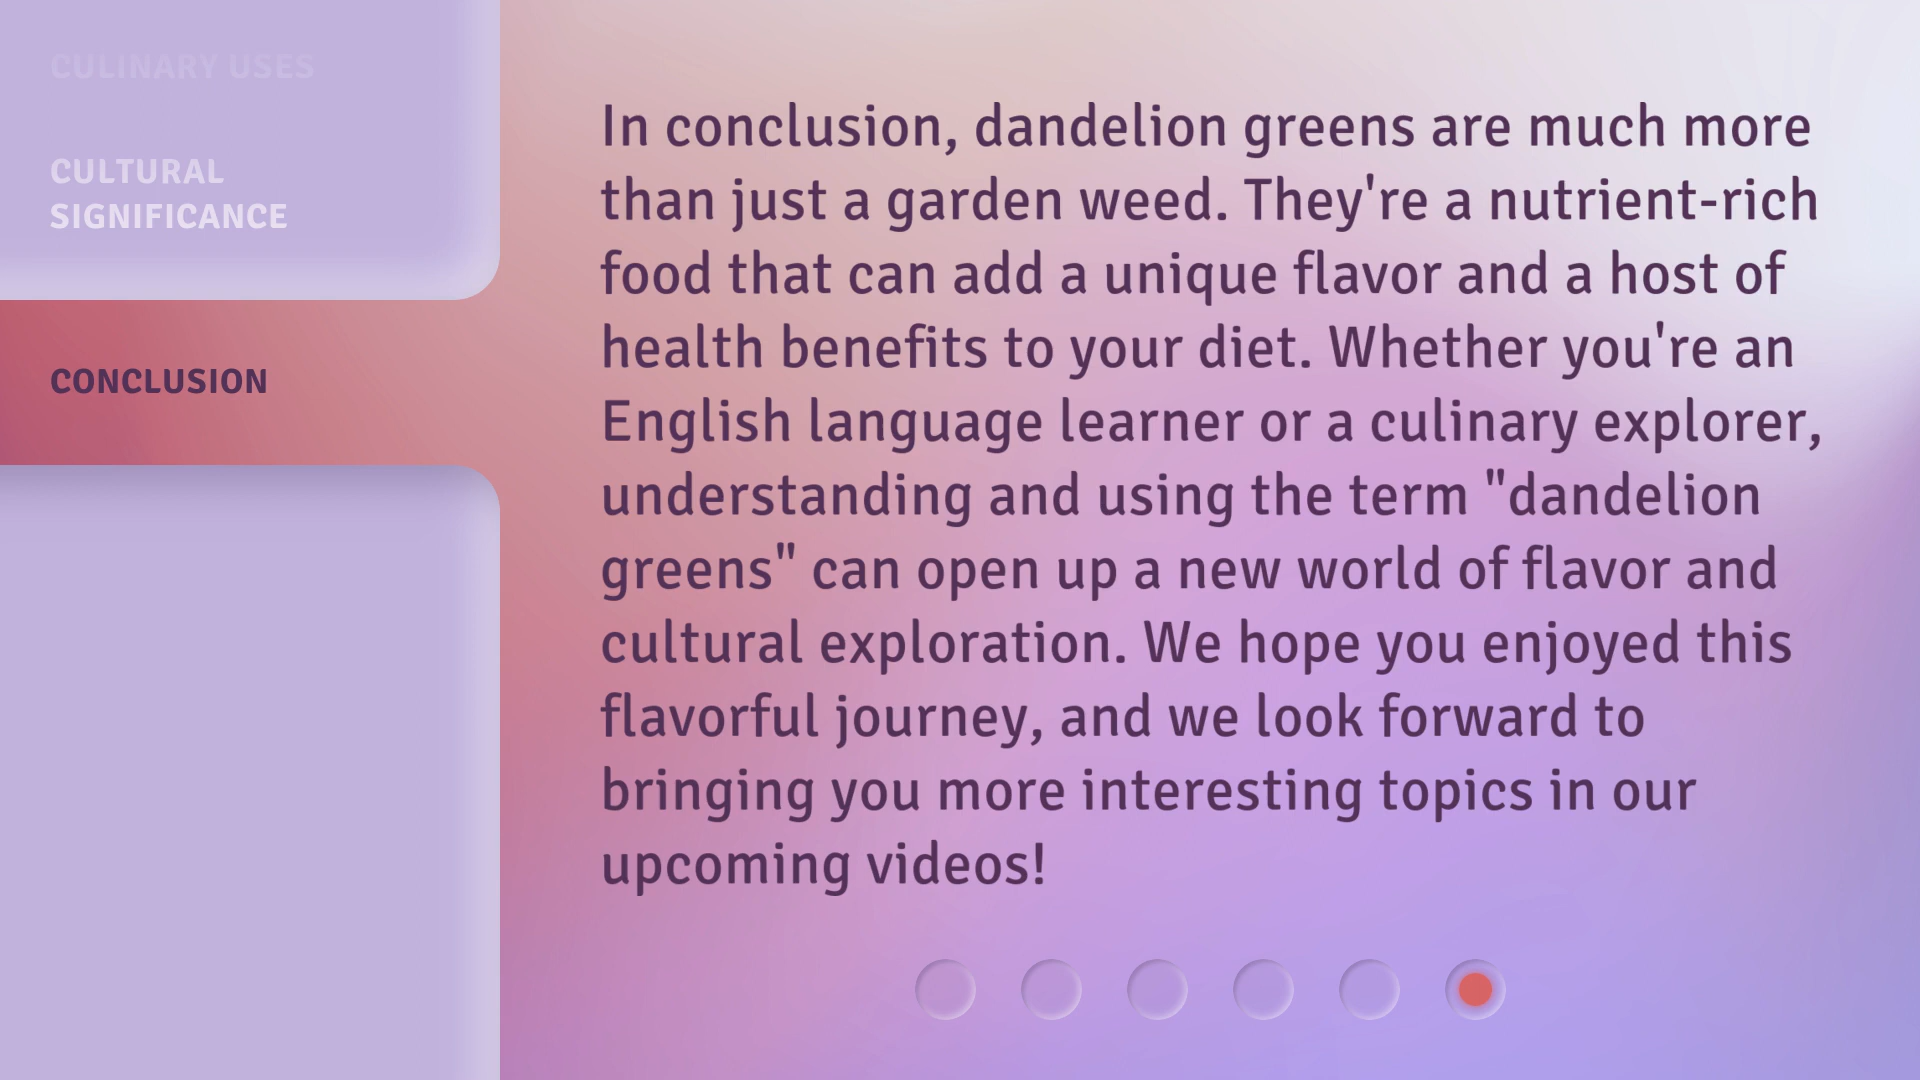 CULINARY USES
CULTURAL
SIGNIFICANCE
CONCLUSION
In conclusion, dandelion greens are much more
than just a garden weed. They're a nutrient-rich
food that can add a unique flavor and a host of
health benefits to your diet. Whether you're an
English language learner or a culinary explorer,
understanding and using the term "dandelion
greens" can open up a new world of flavor and
cultural exploration. We hope you enjoyed this
flavorful journey, and we look forward to
bringing you more interesting topics in our
upcoming videos!